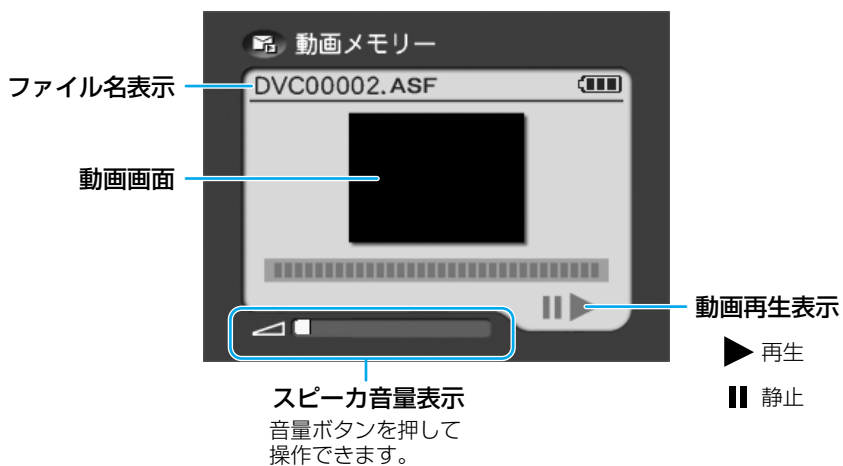 動画メモリー
ファイル名表示
DVC00002.ASF
動画画面
動画再生表示
再生
静止
スピーカ音量表示
音量ボタンを押して
操作できます。